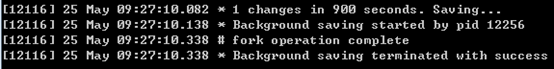 [12116] 25 May 09:27:10.082 * 1 changes in 900 seconds. Saving...
[12116] 25 May 09:27:10.138 * Background saving started by pid 12256
[12116] 25 May 09:27:10.338 # fork operation complete
[12116] 25 May 09:27:10.338 * Background saving terminated with success